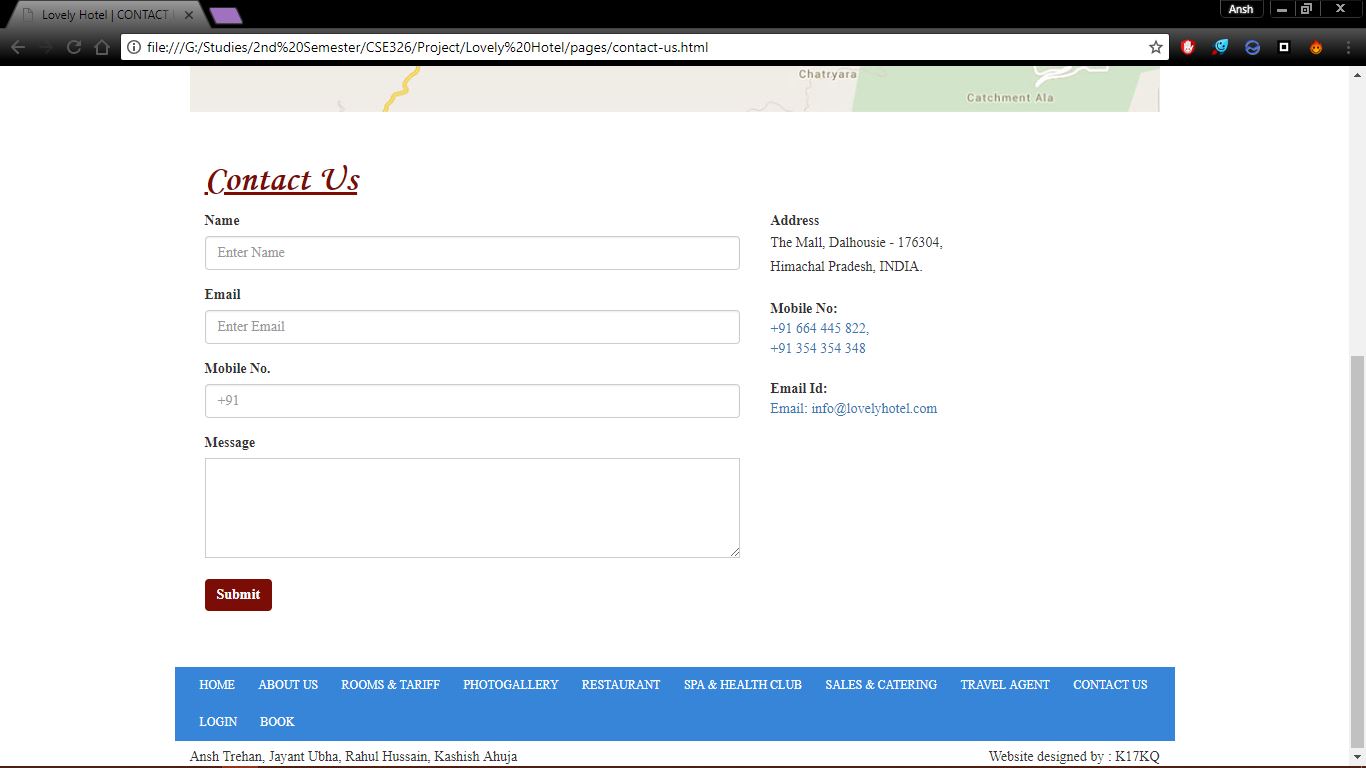 Lovely Hotel | CONTACT
Ansh
file:///G:/Studies/2nd%20Semester/CSE326/Project/Lovely%20Hotel/pages/contact-us.html
Chatryara
Catchment Ala
Contact Us
Name
Enter Name
Email
Enter Email
Mobile No.
+91
Message
Submit
Address
The Mall, Dalhousie - 176304,
Himachal Pradesh, INDIA.
Mobile No:
+91 664 445 822,
+91 354 354 348
Email Id:
Email: info@lovelyhotel.com
HOME ABOUT US ROOMS & TARIFF PHOTOGALLERY RESTAURANT SPA & HEALTH CLUB SALES & CATERING TRAVEL AGENT CONTACT US
LOGIN BOOK
Ansh Trehan, Jayant Ubha, Rahul Hussain, Kashish Ahuja
Website designed by : K17KQ